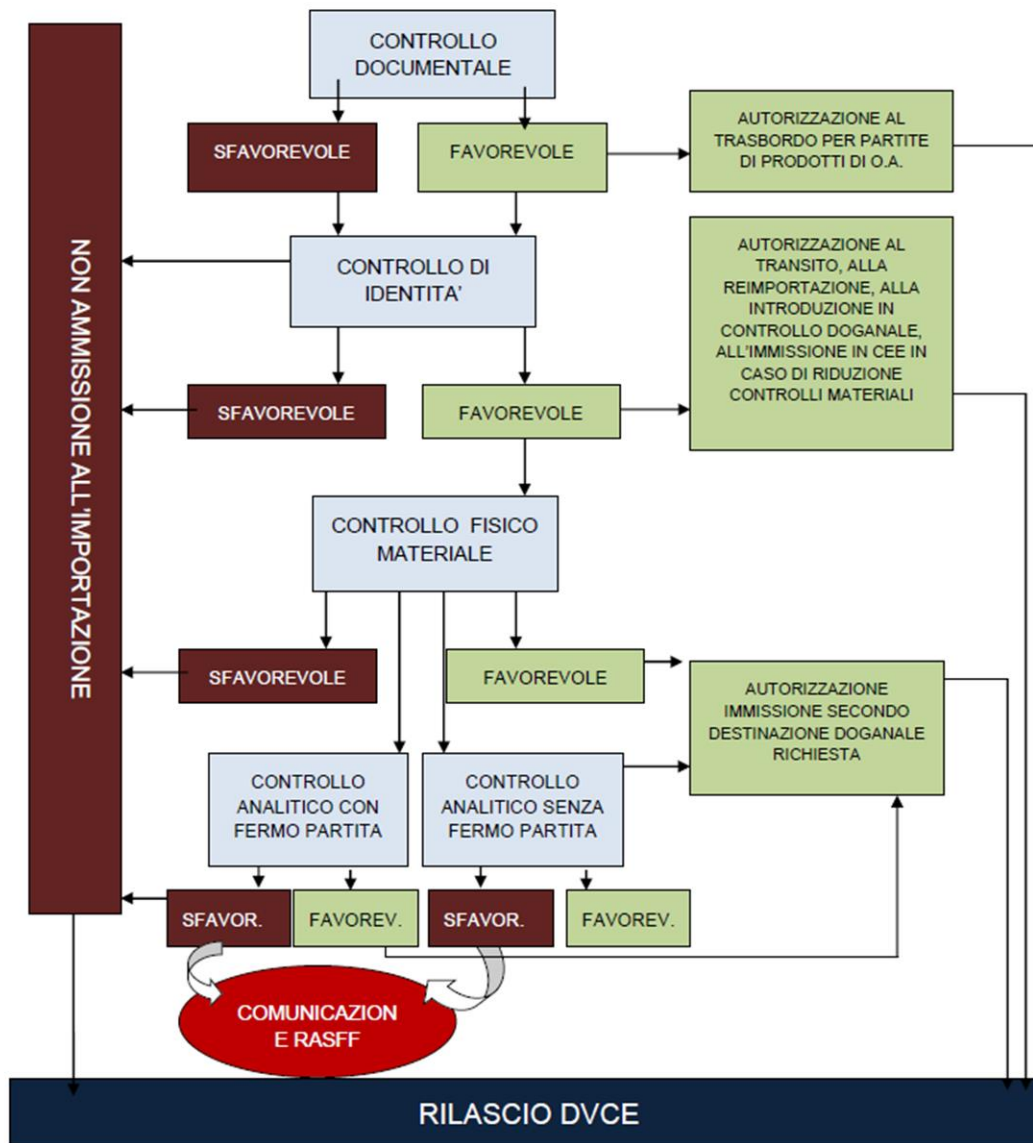 CONTROLLO
DOCUMENTALE
SFAVOREVOLE
FAVOREVOLE
AUTORIZZAZIONE AL
TRASBORDO PER PARTITE
DI PRODOTTI DI O.A.
NON AMMISSIONE ALL'IMPORTAZIONE
CONTROLLO DI
IDENTITA'
AUTORIZZAZIONE AL
TRANSITO, ALLA
REIMPORTAZIONE, ALLA
INTRODUZIONE IN
CONTROLLO DOGANALE,
ALL'IMMISSIONE IN CEE IN
CASO DI RIDUZIONE
CONTROLLI MATERIALI
SFAVOREVOLE
FAVOREVOLE
CONTROLLO FISICO
MATERIALE
SFAVOREVOLE
FAVOREVOLE
AUTORIZZAZIONE
IMMISSIONE SECONDO
DESTINAZIONE DOGANALE
RICHIESTA
CONTROLLO
ANALITICO CON
FERMO PARTITA
CONTROLLO
ANALITICO SENZA
FERMO PARTITA
SFAVOR.
FAVOREV.
SFAVOR.
FAVOREV.
COMUNICAZION
E RASFF
RILASCIO DVCE